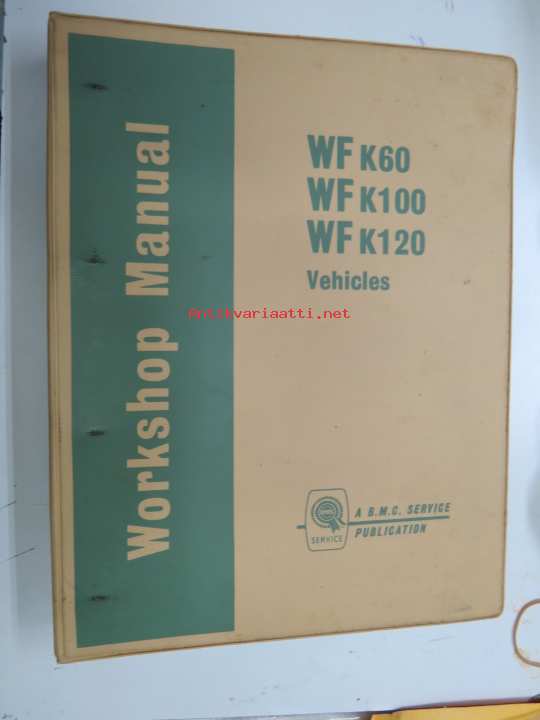 Workshop Manual
WF K60
WF K100
WF K120
Vehicles
Antikvariaatti.net
A B.M.C. SERVICE
PUBLICATION
SERVICE